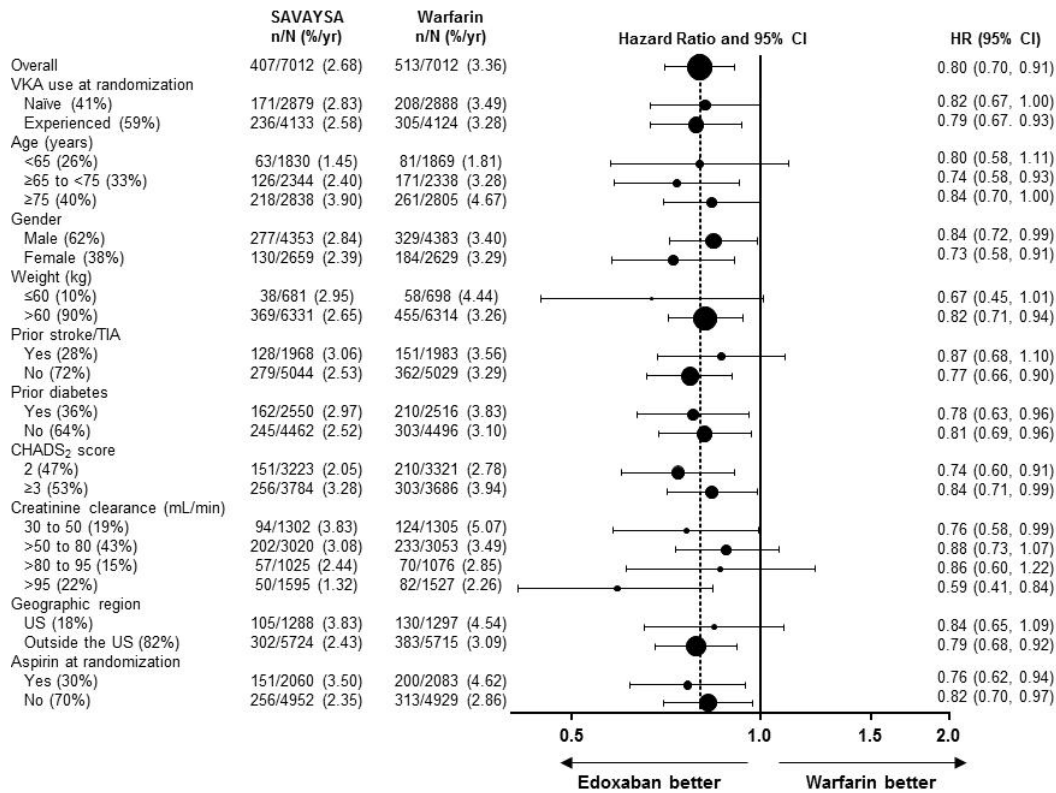 SAVAYSA Warfarin
n/N (%/yr) n/N (%/yr) Hazard Ratio and 95% CI HR (95% CI)
Overall 407/7012 (2.68) 513/7012 (3.36) 0.80 (0.70, 0.91)
VKA use at randomization
Naïve (41%) 171/2879 (2.83) 208/2888 (3.49) 0.82 (0.67, 1.00)
Experienced (59%) 236/4133 (2.58) 305/4124 (3.28) 0.79 (0.67. 0.93)
Age (years)
<65 (26%) 63/1830 (1.45) 81/1869 (1.81) 0.80 (0.58, 1.11)
≥65 to <75 (33%) 126/2344 (2.40) 171/2338 (3.28) 0.74 (0.58, 0.93)
≥75 (40%) 218/2838 (3.90) 261/2805 (4.67) 0.84 (0.70, 1.00)
Gender
Male (62%) 277/4353 (2.84) 329/4383 (3.40) 0.84 (0.72, 0.99)
Female (38%) 130/2659 (2.39) 184/2629 (3.29) 0.73 (0.58, 0.91)
Weight (kg)
≤60 (10%) 38/681 (2.95) 58/698 (4.44) 0.67 (0.45, 1.01)
>60 (90%) 369/6331 (2.65) 455/6314 (3.26) 0.82 (0.71, 0.94)
Prior stroke/TIA
Yes (28%) 128/1968 (3.06) 151/1983 (3.56) 0.87 (0.68, 1.10)
No (72%) 279/5044 (2.53) 362/5029 (3.29) 0.77 (0.66, 0.90)
Prior diabetes
Yes (36%) 162/2550 (2.97) 210/2516 (3.83) 0.78 (0.63, 0.96)
No (64%) 245/4462 (2.52) 303/4496 (3.10) 0.81 (0.69, 0.96)
CHADS₂ score
2 (47%) 151/3223 (2.05) 210/3321 (2.78) 0.74 (0.60, 0.91)
≥3 (53%) 256/3784 (3.28) 303/3686 (3.94) 0.84 (0.71, 0.99)
Creatinine clearance (mL/min)
30 to 50 (19%) 94/1302 (3.83) 124/1305 (5.07) 0.76 (0.58, 0.99)
>50 to 80 (43%) 202/3020 (3.08) 233/3053 (3.49) 0.88 (0.73, 1.07)
>80 to 95 (15%) 57/1025 (2.44) 70/1076 (2.85) 0.86 (0.60, 1.22)
>95 (22%) 50/1595 (1.32) 82/1527 (2.26) 0.59 (0.41, 0.84)
Geographic region
US (18%) 105/1288 (3.83) 130/1297 (4.54) 0.84 (0.65, 1.09)
Outside the US (82%) 302/5724 (2.43) 383/5715 (3.09) 0.79 (0.68, 0.92)
Aspirin at randomization
Yes (30%) 151/2060 (3.50) 200/2083 (4.62) 0.76 (0.62, 0.94)
No (70%) 256/4952 (2.35) 313/4929 (2.86) 0.82 (0.70, 0.97)
0.5 1.0 1.5 2.0
Edoxaban better Warfarin better